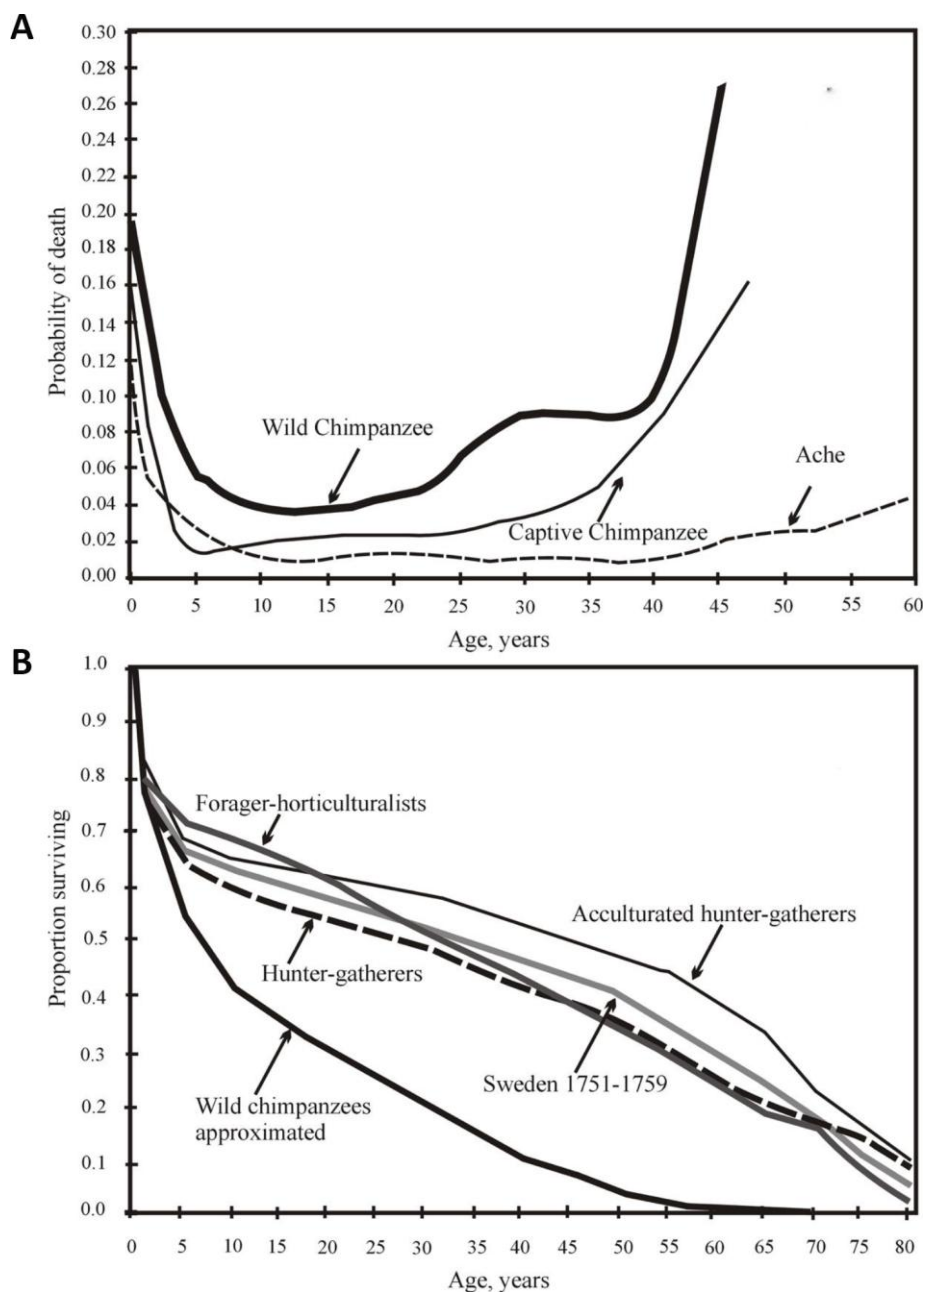 A
0.30
0.28
0.26
0.24
0.22
0.20
0.18
0.16
0.14
0.12
0.10
0.08
0.06
0.04
0.02
0.00
Probability of death
Wild Chimpanzee
Ache
Captive Chimpanzee
0 5 10 15 20 25 30 35 40 45 50 55 60
Age, years
B
1.0
0.9
0.8
0.7
0.6
0.5
0.4
0.3
0.2
0.1
0.0
Proportion surviving
Forager-horticulturalists
Acculturated hunter-gatherers
Hunter-gatherers
Sweden 1751-1759
Wild chimpanzees
approximated
0 5 10 15 20 25 30 35 40 45 50 55 60 65 70 75 80
Age, years